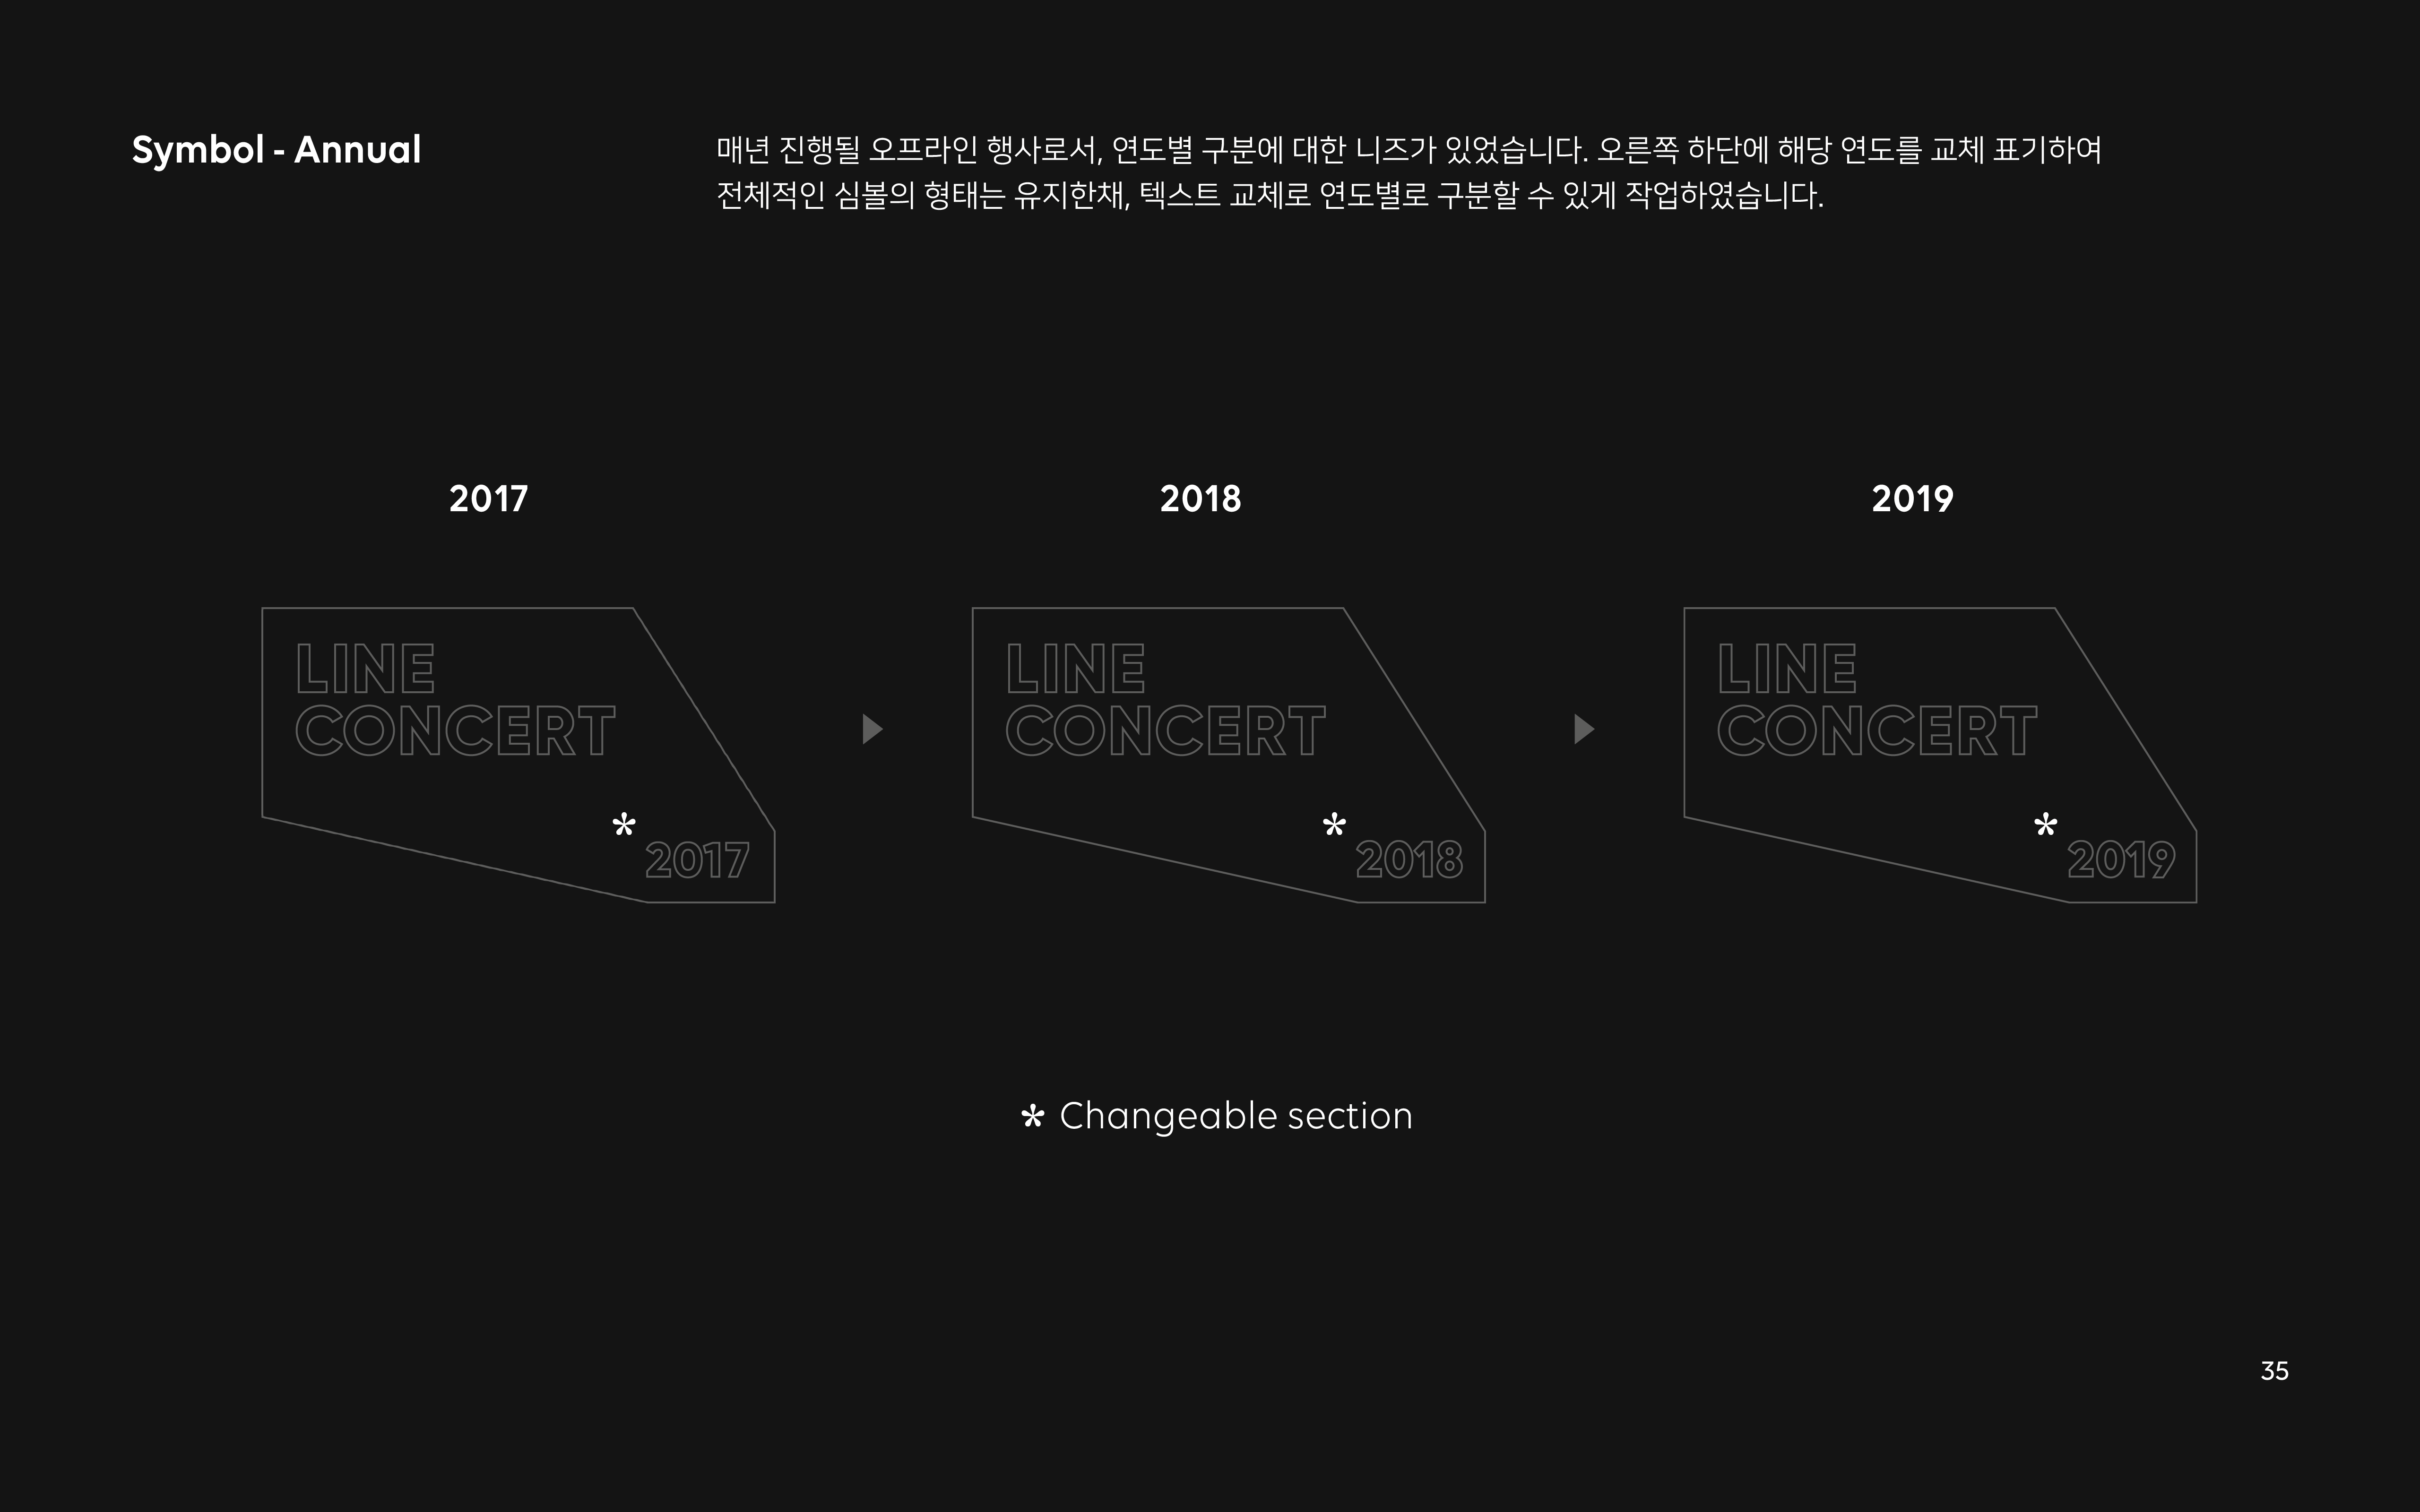 Symbol - Annual
매년 진행될 오프라인 행사로서, 연도별 구분에 대한 니즈가 있었습니다. 오른쪽 하단에 해당 연도를 교체 표기하여
전체적인 심볼의 형태는 유지한채, 텍스트 교체로 연도별로 구분할 수 있게 작업하였습니다.
2017
LINE
CONCERT
* 2017
2018
LINE
CONCERT
* 2018
2019
LINE
CONCERT
* 2019
* Changeable section
35